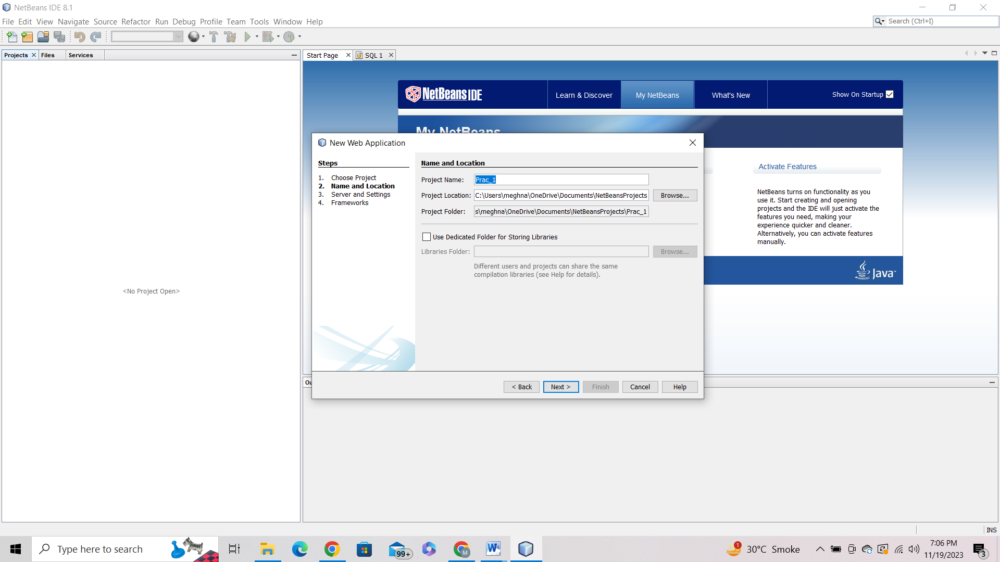 NetBeans IDE 8.1
File Edit View Navigate Source Refactor Run Debug Profile Team Tools Window Help
Search (Ctrl+I)
Projects Files Services
Start Page SQL 1
NetBeans IDE Learn & Discover My NetBeans What's New Show On Startup
My NetBeans
New Web Application
Steps
1. Choose Project
2. Name and Location
3. Server and Settings
4. Frameworks
Name and Location
Project Name: Prac_1
Project Location: C:\Users\meghna\OneDrive\Documents\NetBeansProjects Browse...
Project Folder: s\meghna\OneDrive\Documents\NetBeansProjects\Prac_1
Use Dedicated Folder for Storing Libraries
Libraries Folder: Browse...
Different users and projects can share the same
compilation libraries (see Help for details).
< Back Next > Finish Cancel Help
Activate Features
NetBeans turns on functionality as you
use it. Start creating and opening
projects and the IDE will just activate the
features you need, making your
experience quicker and cleaner.
Alternatively, you can activate features
manually.
Java™
<No Project Open>
Ou
INS
Type here to search
99+
M
1
30°C Smoke
7:06 PM
11/19/2023
3